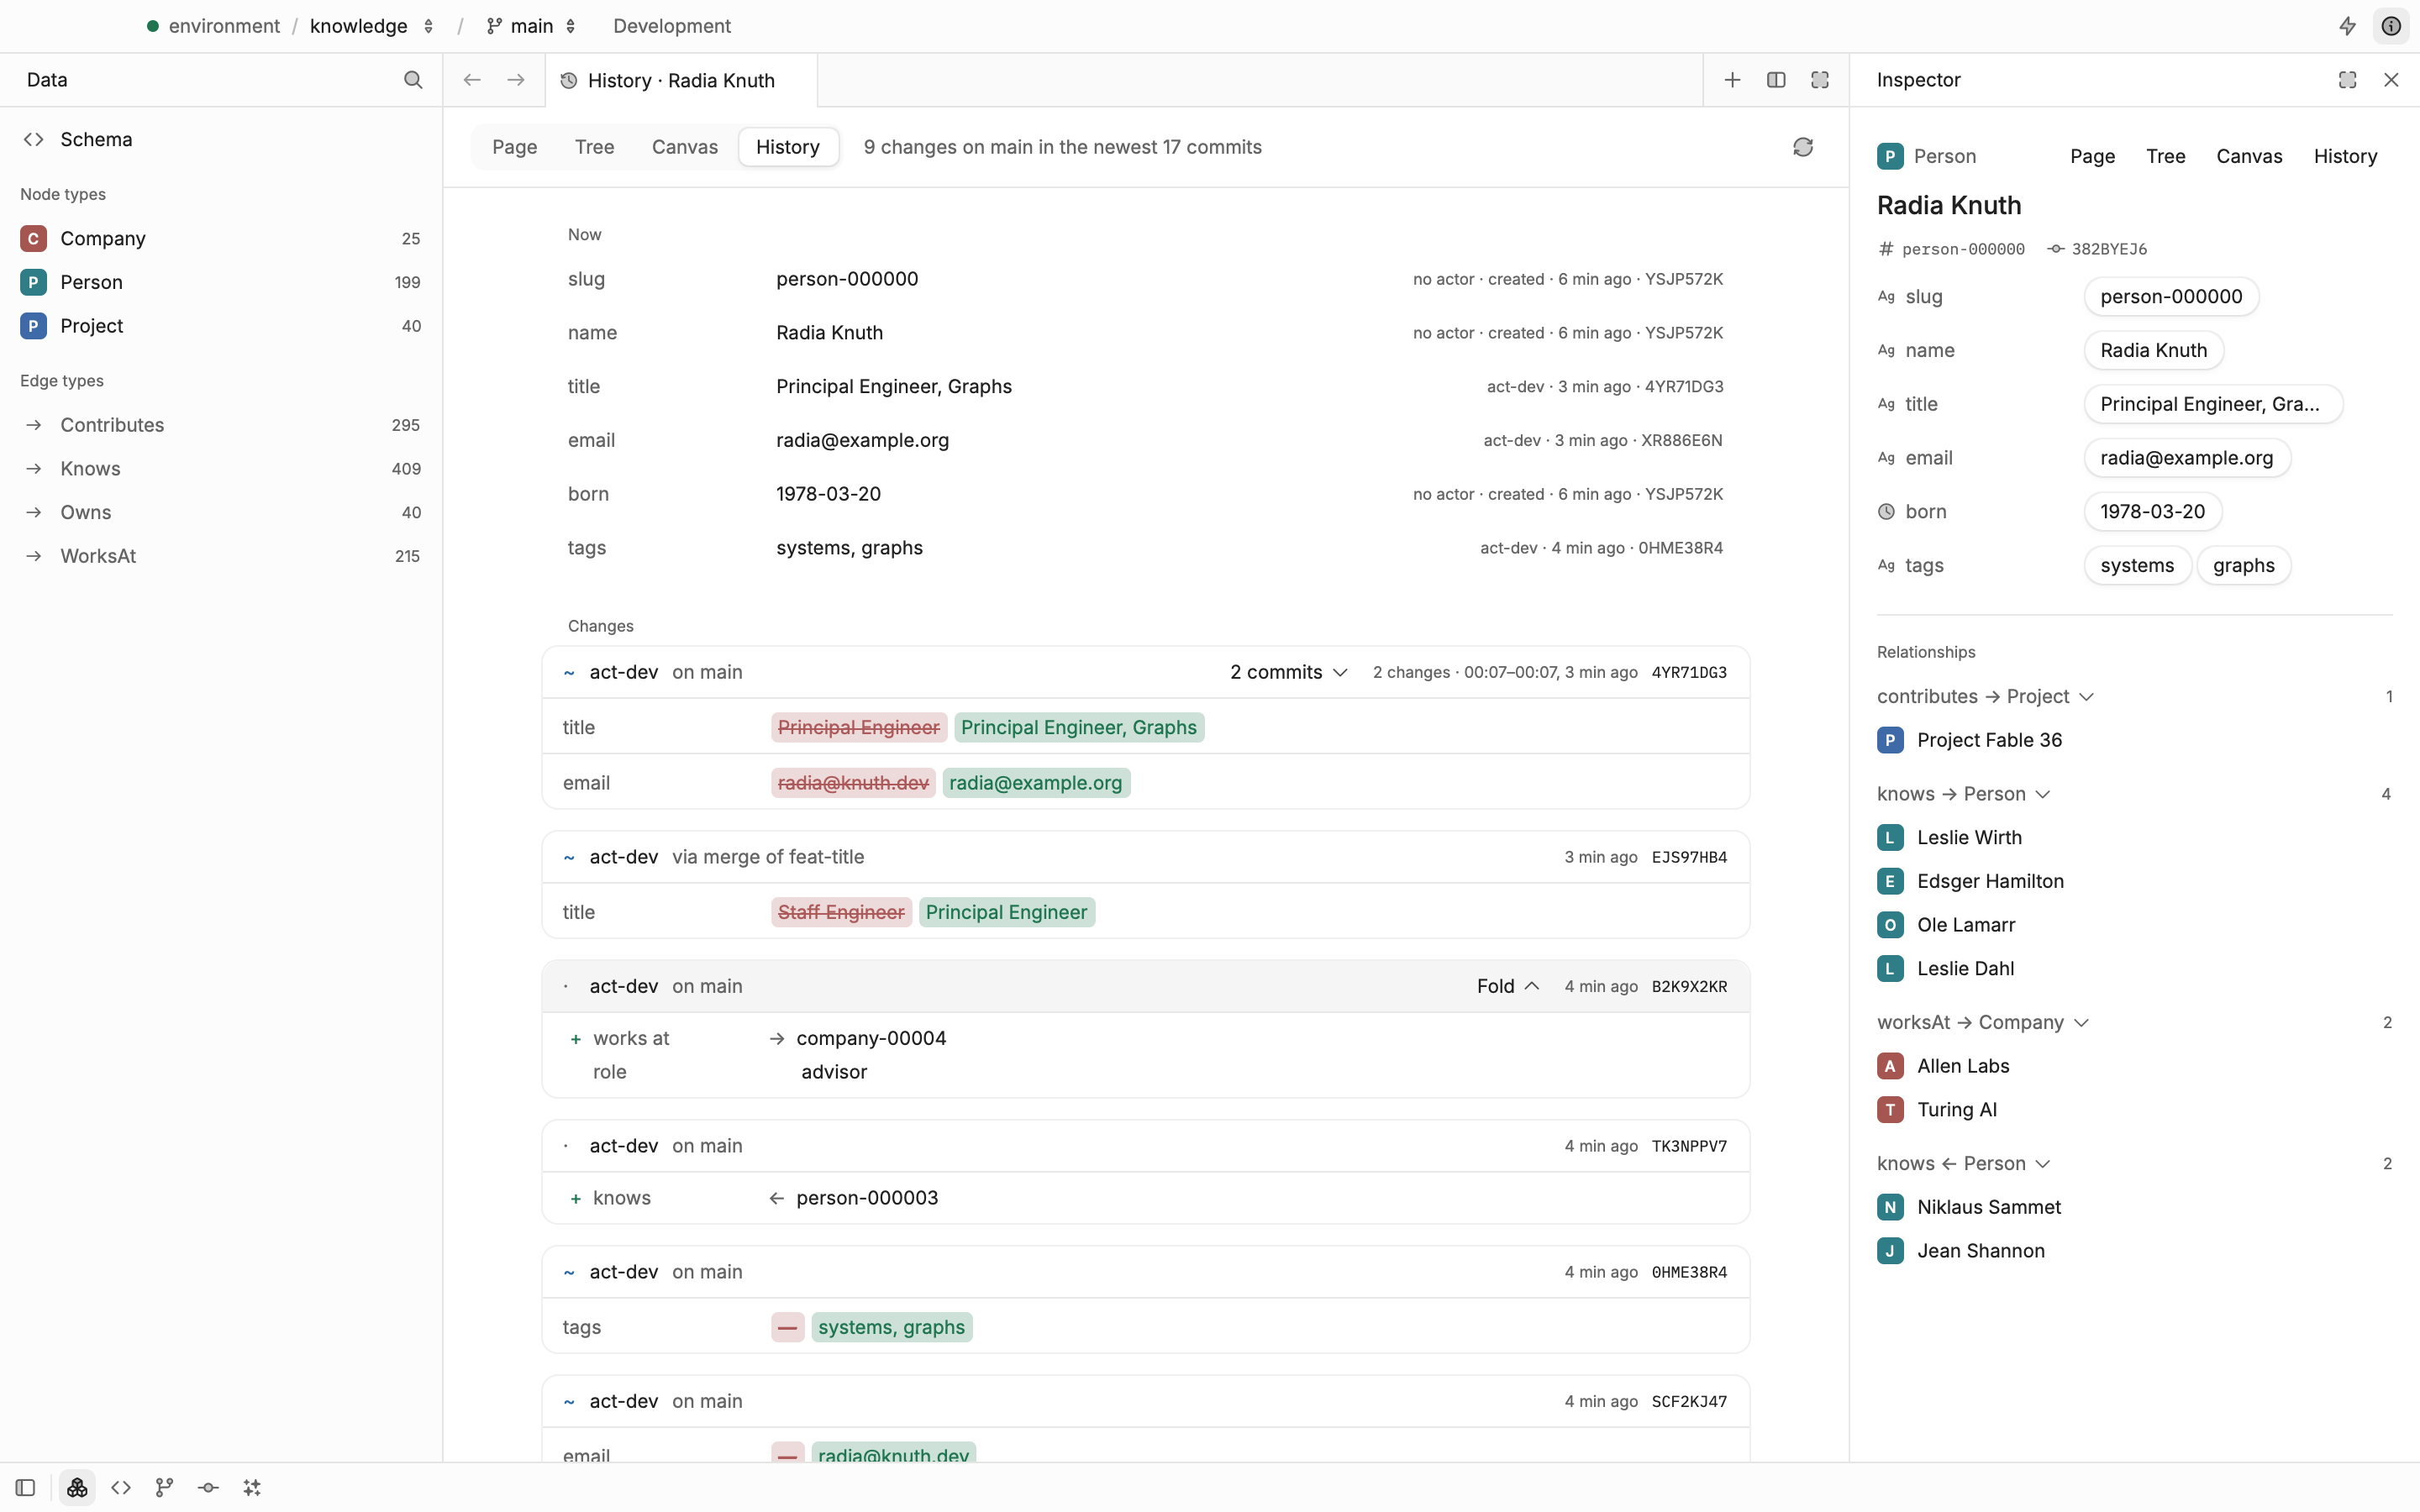 environment / knowledge / main Development
Data
Schema
Node types
C Company 25
P Person 199
P Project 40
Edge types
Contributes 295
Knows 409
Owns 40
WorksAt 215
History · Radia Knuth
Page Tree Canvas History 9 changes on main in the newest 17 commits
Now
slug person-000000 no actor · created · 6 min ago · YSJP572K
name Radia Knuth no actor · created · 6 min ago · YSJP572K
title Principal Engineer, Graphs act-dev · 3 min ago · 4YR71DG3
email radia@example.org act-dev · 3 min ago · XR886E6N
born 1978-03-20 no actor · created · 6 min ago · YSJP572K
tags systems, graphs act-dev · 4 min ago · 0HME38R4
Changes
~ act-dev on main 2 commits 2 changes · 00:07–00:07, 3 min ago 4YR71DG3
title Principal Engineer Principal Engineer, Graphs
email radia@knuth.dev radia@example.org
~ act-dev via merge of feat-title 3 min ago EJS97HB4
title Staff Engineer Principal Engineer
· act-dev on main Fold 4 min ago B2K9X2KR
+ works at → company-00004
role advisor
· act-dev on main 4 min ago TK3NPPV7
+ knows ← person-000003
~ act-dev on main 4 min ago 0HME38R4
tags — systems, graphs
~ act-dev on main 4 min ago SCF2KJ47
email — radia@knuth.dev
Inspector
P Person Page Tree Canvas History
Radia Knuth
# person-000000 382BYEJ6
Ag slug person-000000
Ag name Radia Knuth
Ag title Principal Engineer, Gra...
Ag email radia@example.org
born 1978-03-20
Ag tags systems graphs
Relationships
contributes → Project 1
P Project Fable 36
knows → Person 4
L Leslie Wirth
E Edsger Hamilton
O Ole Lamarr
L Leslie Dahl
worksAt → Company 2
A Allen Labs
T Turing AI
knows ← Person 2
N Niklaus Sammet
J Jean Shannon